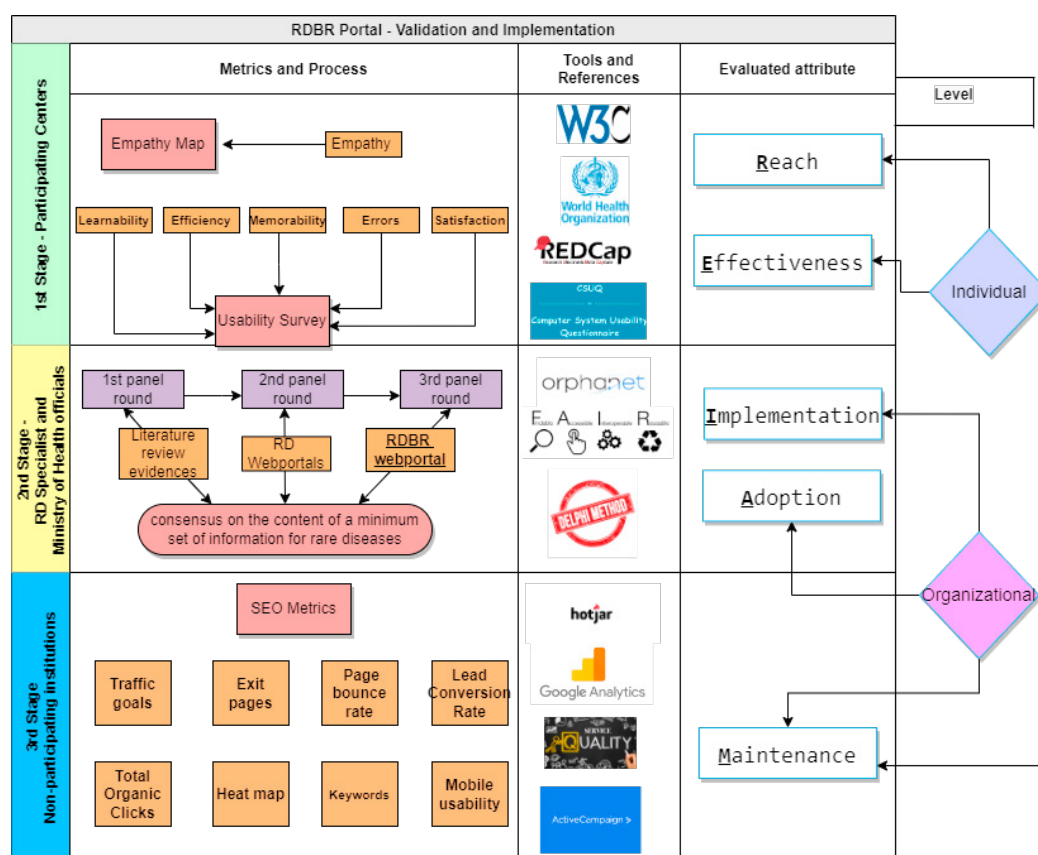 RDBR Portal - Validation and Implementation
Metrics and Process
Tools and
References
Evaluated attribute
Level
1st Stage - Participating Centers
Empathy Map
Empathy
Learnability
Efficiency
Memorability
Errors
Satisfaction
Usability Survey
W3C
World Health
Organization
REDCap
CSUQ
Computer System Usability
Questionnaire
Reach
Effectiveness
Individual
2nd Stage -
RD Specialist and
Ministry of Health officials
1st panel
round
2nd panel
round
3rd panel
round
Literature
review
evidences
RD
Webportals
RDBR
webportal
consensus on the content of a minimum
set of information for rare diseases
orphanet
F A I R
DELPHI METHOD
Implementation
Adoption
Organizational
3rd Stage
Non-participating institutions
SEO Metrics
Traffic
goals
Exit
pages
Page
bounce
rate
Lead
Conversion
Rate
Total
Organic
Clicks
Heat map
Keywords
Mobile
usability
hotjar
Google Analytics
SERVICE
QUALITY
ActiveCampaign >
Maintenance